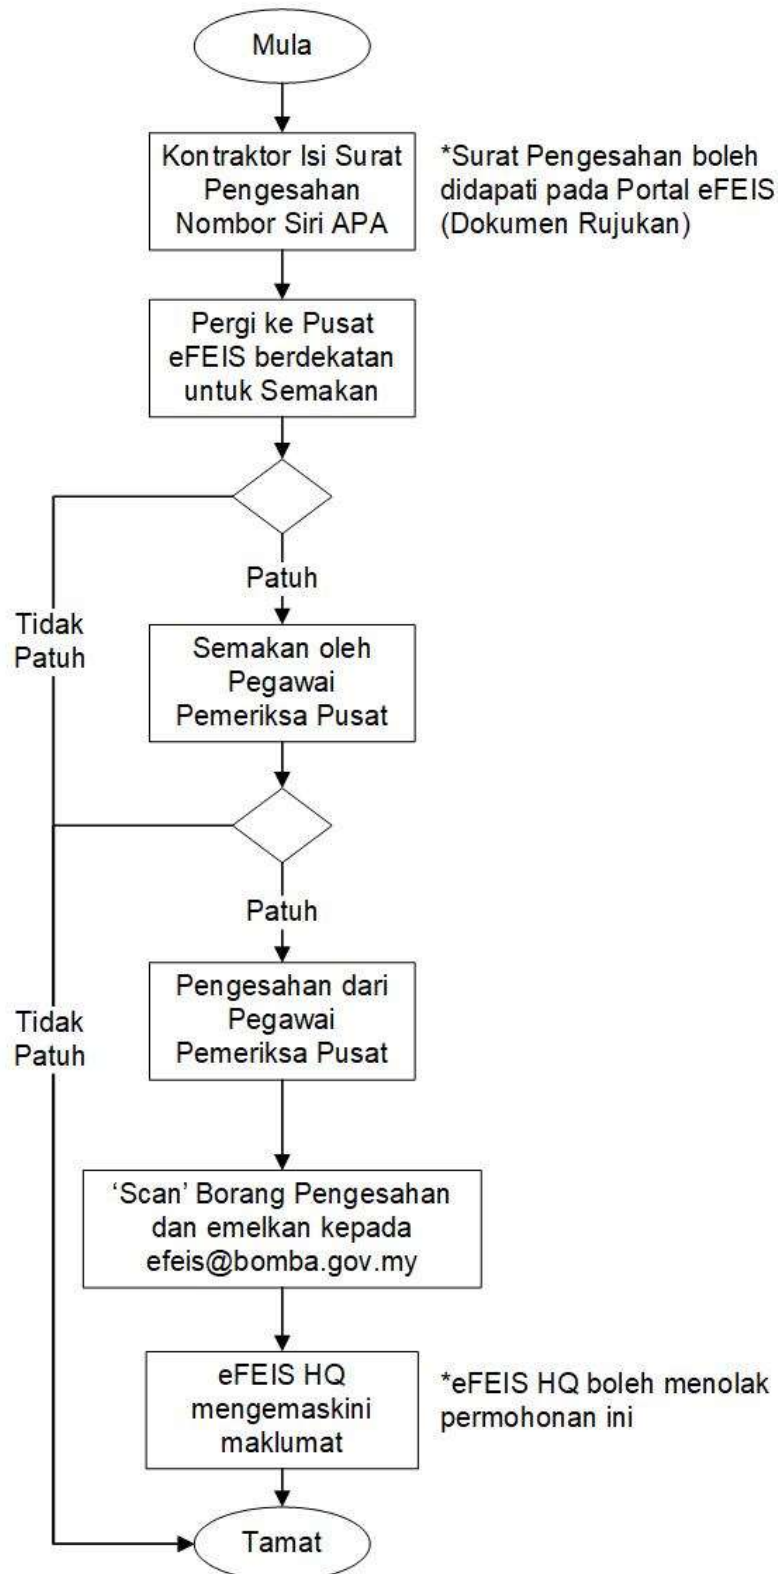 Mula
Kontraktor Isi Surat
Pengesahan
Nombor Siri APA
*Surat Pengesahan boleh
didapati pada Portal eFEIS
(Dokumen Rujukan)
Pergi ke Pusat
eFEIS berdekatan
untuk Semakan
Patuh
Tidak
Patuh
Semakan oleh
Pegawai
Pemeriksa Pusat
Patuh
Pengesahan dari
Pegawai
Pemeriksa Pusat
Tidak
Patuh
‘Scan’ Borang Pengesahan
dan emelkan kepada
efeis@bomba.gov.my
eFEIS HQ
mengemaskini
maklumat
*eFEIS HQ boleh menolak
permohonan ini
Tamat